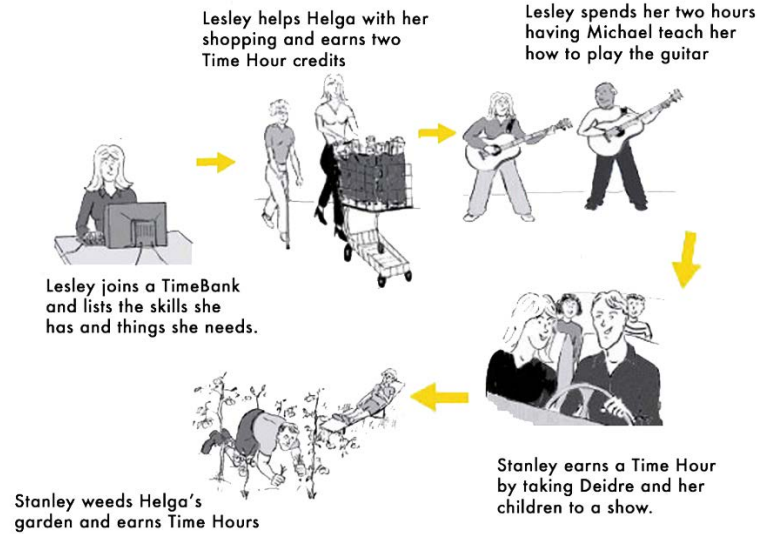 Lesley joins a TimeBank
and lists the skills she
has and things she needs.
Lesley helps Helga with her
shopping and earns two
Time Hour credits
Lesley spends her two hours
having Michael teach her
how to play the guitar
Stanley earns a Time Hour
by taking Deidre and her
children to a show.
Stanley weeds Helga's
garden and earns Time Hours